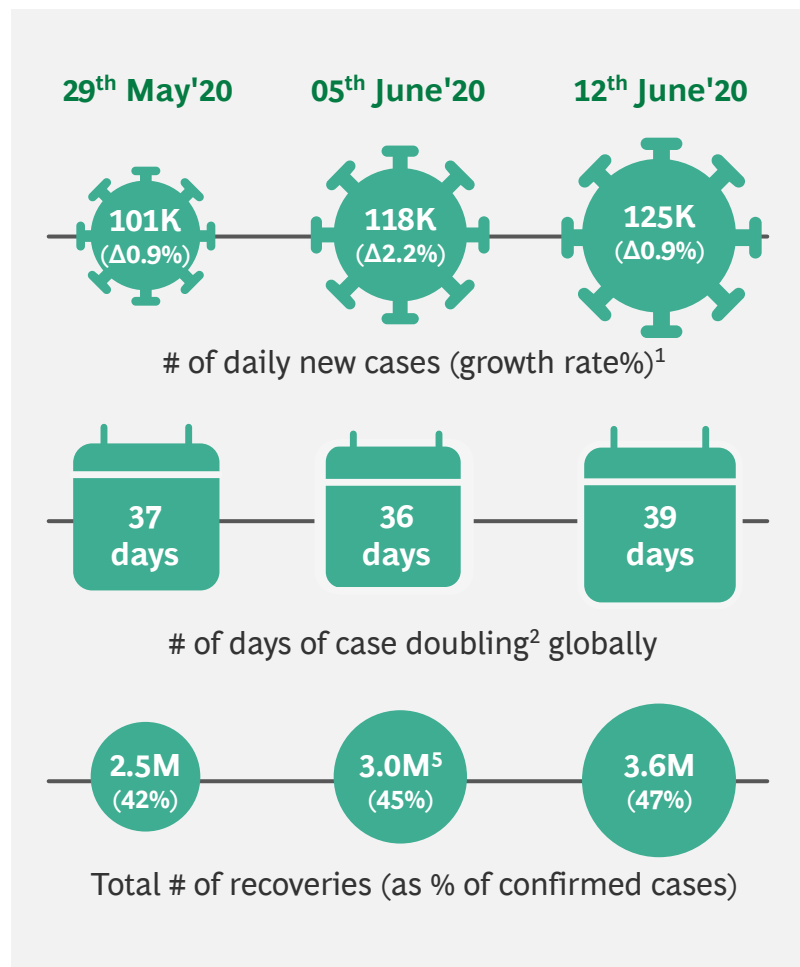 29th May'20 05th June'20 12th June'20
101K 118K 125K
(Δ0.9%) (Δ2.2%) (Δ0.9%)
# of daily new cases (growth rate%)1
37 36 39
days days days
# of days of case doubling2 globally
2.5M 3.0M5 3.6M
(42%) (45%) (47%)
Total # of recoveries (as % of confirmed cases)